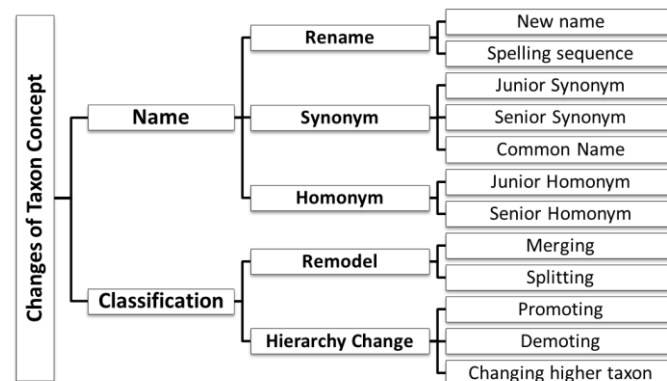 Changes of Taxon Concept
Name
Rename
New name
Spelling sequence
Synonym
Junior Synonym
Senior Synonym
Common Name
Homonym
Junior Homonym
Senior Homonym
Classification
Remodel
Merging
Splitting
Hierarchy Change
Promoting
Demoting
Changing higher taxon